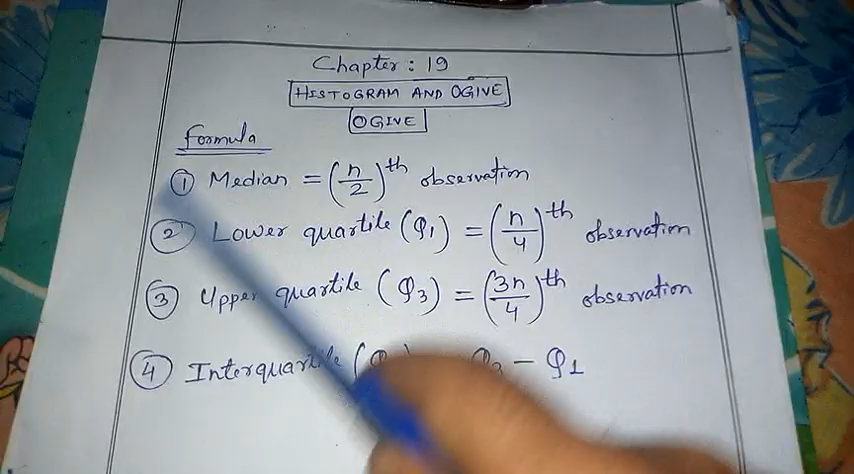 Chapter : 19
HISTOGRAM AND OGIVE
OGIVE
Formula
① Median = (n/2)th observation
② Lower quartile (Q1) = (n/4)th observation
③ Upper quartile (Q3) = (3n/4)th observation
④ Interquartile ( - Q1